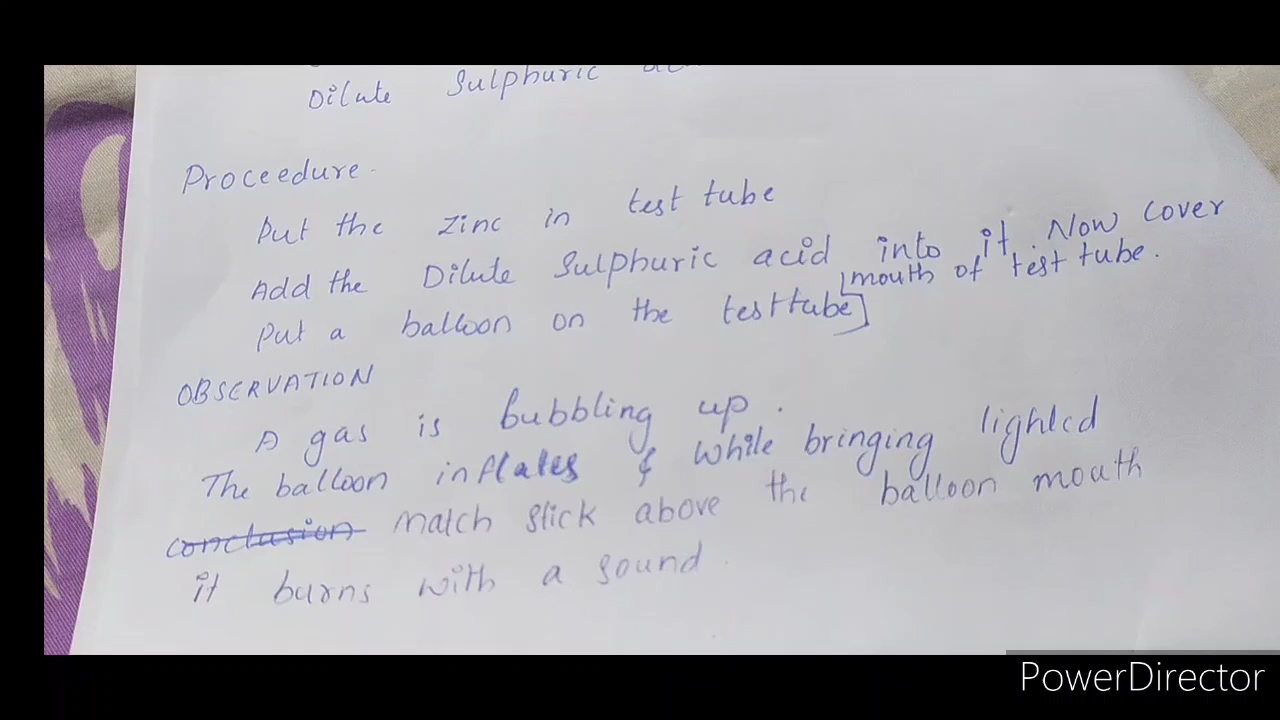 Dilute Sulphuric
Proceedure.
Put the zinc in test tube
Add the Dilute Sulphuric acid into it. Now cover
mouth of test tube.
Put a balloon on the testtube
OBSERVATION
A gas is bubbling up.
The balloon inflates & while bringing lighted
conclusion match stick above the balloon mouth
it burns with a sound
PowerDirector